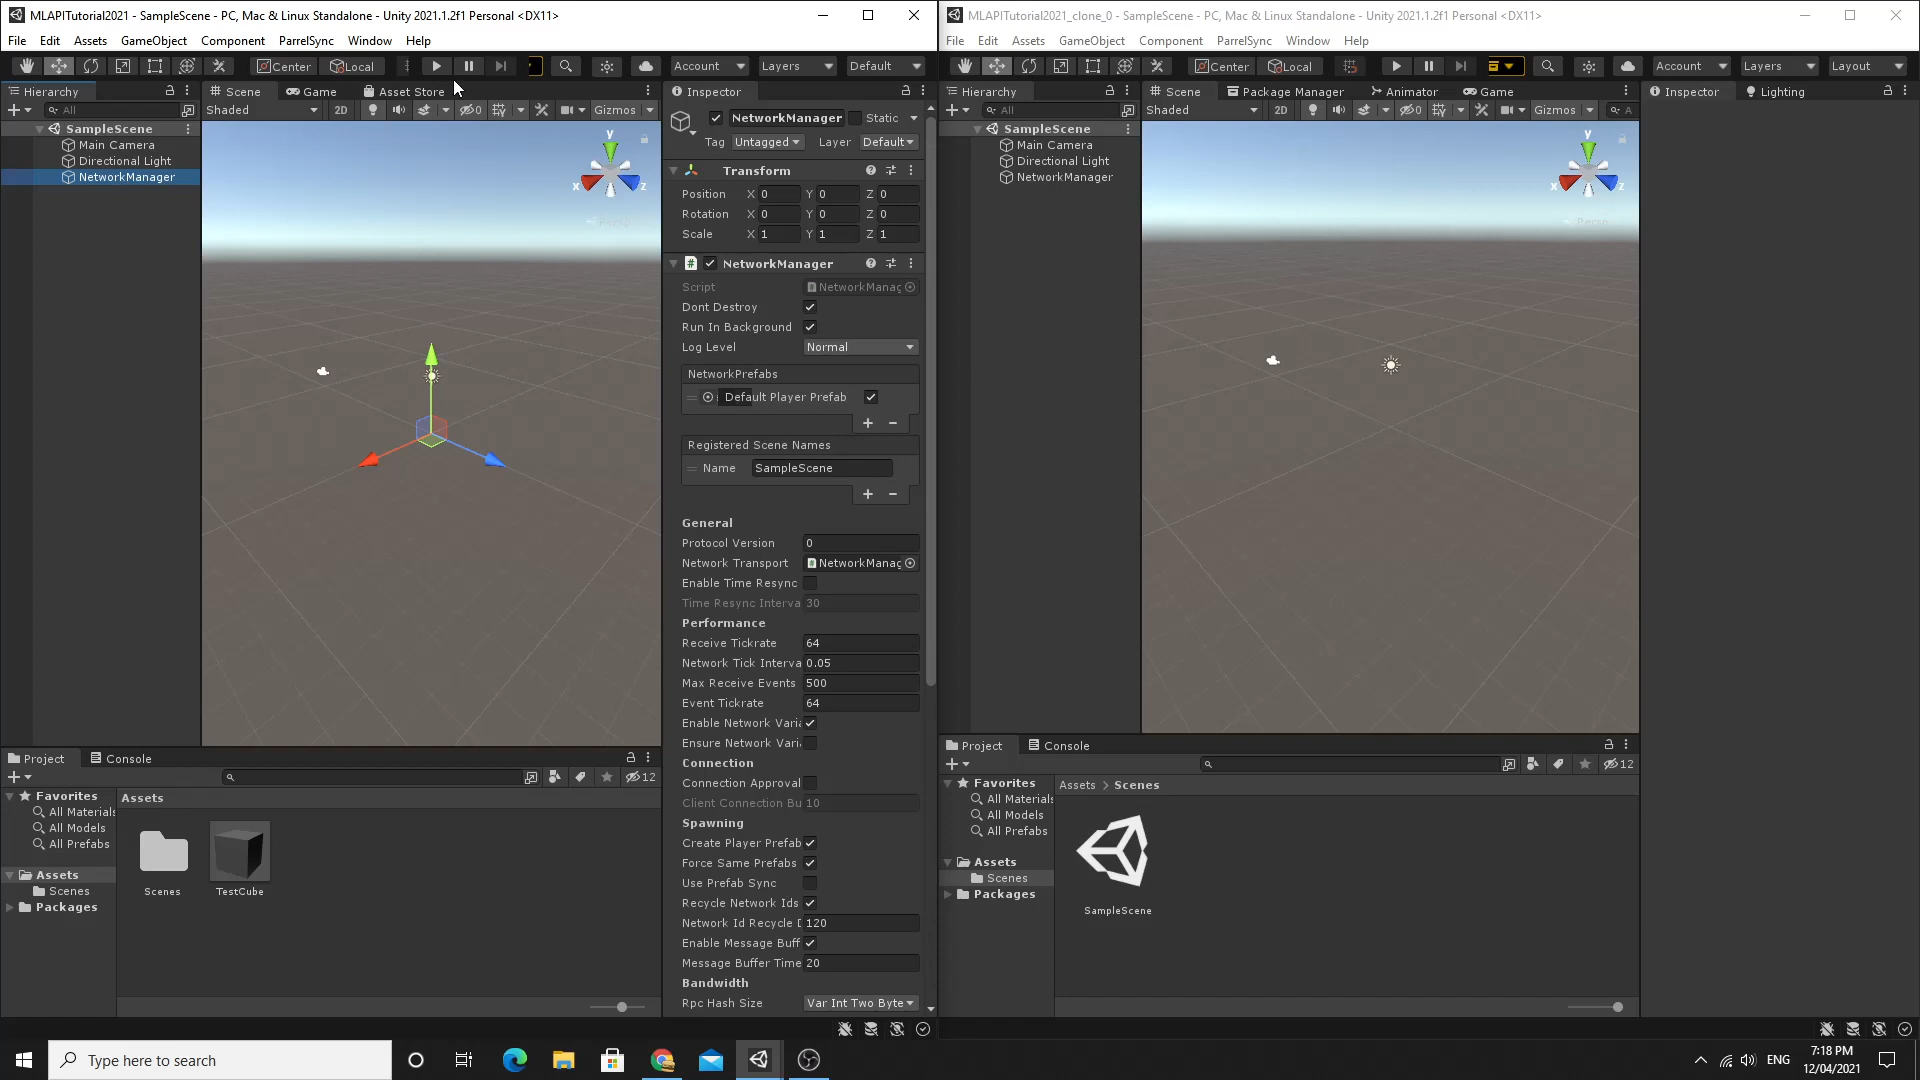 MLAPITutorial2021 - SampleScene - PC, Mac & Linux Standalone - Unity 2021.1.2f1 Personal <DX11>
File Edit Assets GameObject Component ParrelSync Window Help
Center Local Account Layers Default
Hierarchy
All
SampleScene
Main Camera
Directional Light
NetworkManager
Scene Game Asset Store
Shaded 2D 0 Gizmos
y
x z
Inspector
NetworkManager Static
Tag Untagged Layer Default
Transform
Position X 0 Y 0 Z 0
Rotation X 0 Y 0 Z 0
Scale X 1 Y 1 Z 1
NetworkManager
Script NetworkManag
Dont Destroy
Run In Background
Log Level Normal
NetworkPrefabs
Default Player Prefab
Registered Scene Names
Name SampleScene
General
Protocol Version 0
Network Transport NetworkManag
Enable Time Resync
Time Resync Interva 30
Performance
Receive Tickrate 64
Network Tick Interva 0.05
Max Receive Events 500
Event Tickrate 64
Enable Network Vari
Ensure Network Vari
Connection
Connection Approval
Client Connection Bu 10
Spawning
Create Player Prefab
Force Same Prefabs
Use Prefab Sync
Recycle Network Ids
Network Id Recycle D 120
Enable Message Buff
Message Buffer Time 20
Bandwidth
Rpc Hash Size Var Int Two Byte
Project Console
12
Favorites
All Materials
All Models
All Prefabs
Assets
Scenes
Packages
Assets
Scenes TestCube
MLAPITutorial2021_clone_0 - SampleScene - PC, Mac & Linux Standalone - Unity 2021.1.2f1 Personal <DX11>
File Edit Assets GameObject Component ParrelSync Window Help
Center Local Account Layers Layout
Hierarchy
All
SampleScene
Main Camera
Directional Light
NetworkManager
Scene Package Manager Animator Game
Shaded 2D 0 Gizmos A
y
x z
Persp
Inspector Lighting
Project Console
12
Favorites
All Materials
All Models
All Prefabs
Assets
Scenes
Packages
Assets > Scenes
SampleScene
Type here to search
ENG
7:18 PM
12/04/2021